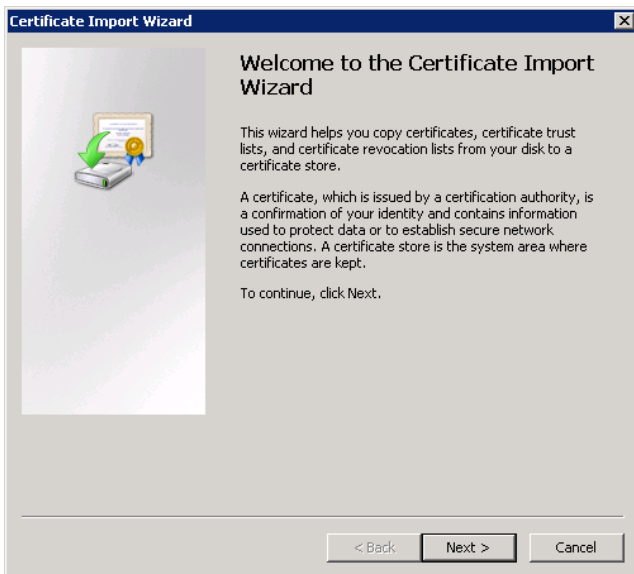 Certificate Import Wizard
Welcome to the Certificate Import
Wizard
This wizard helps you copy certificates, certificate trust
lists, and certificate revocation lists from your disk to a
certificate store.
A certificate, which is issued by a certification authority, is
a confirmation of your identity and contains information
used to protect data or to establish secure network
connections. A certificate store is the system area where
certificates are kept.
To continue, click Next.
< Back Next > Cancel